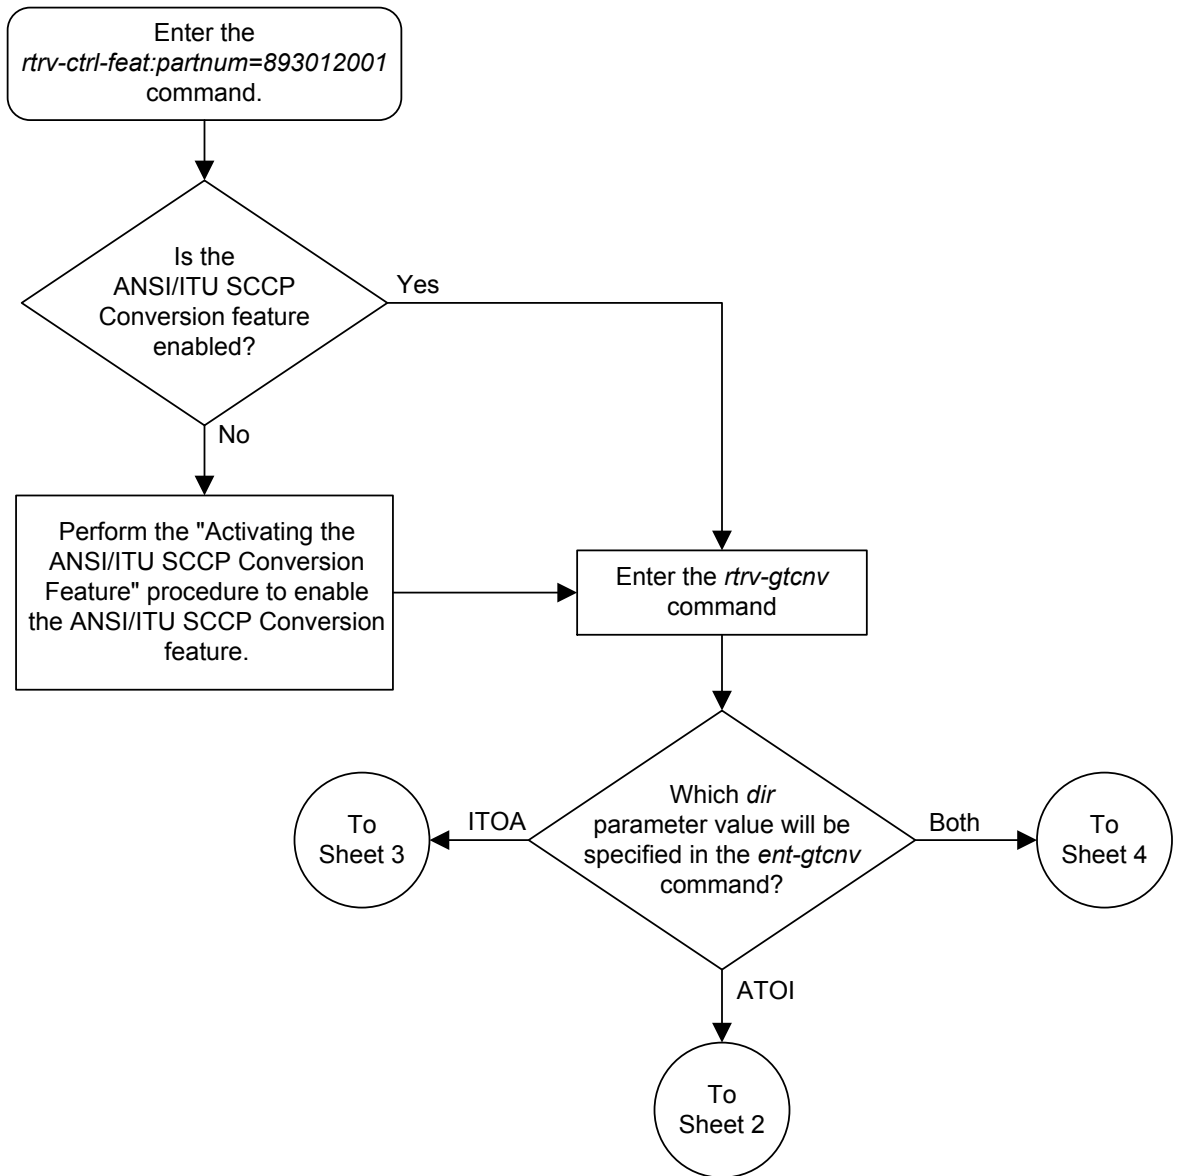 Enter the
rtrv-ctrl-feat:partnum=893012001
command.
Is the
ANSI/ITU SCCP
Conversion feature
enabled?
Yes
No
Perform the "Activating the
ANSI/ITU SCCP Conversion
Feature" procedure to enable
the ANSI/ITU SCCP Conversion
feature.
Enter the rtrv-gtcnv
command
Which dir
parameter value will be
specified in the ent-gtcnv
command?
ITOA
To
Sheet 3
Both
To
Sheet 4
ATOI
To
Sheet 2